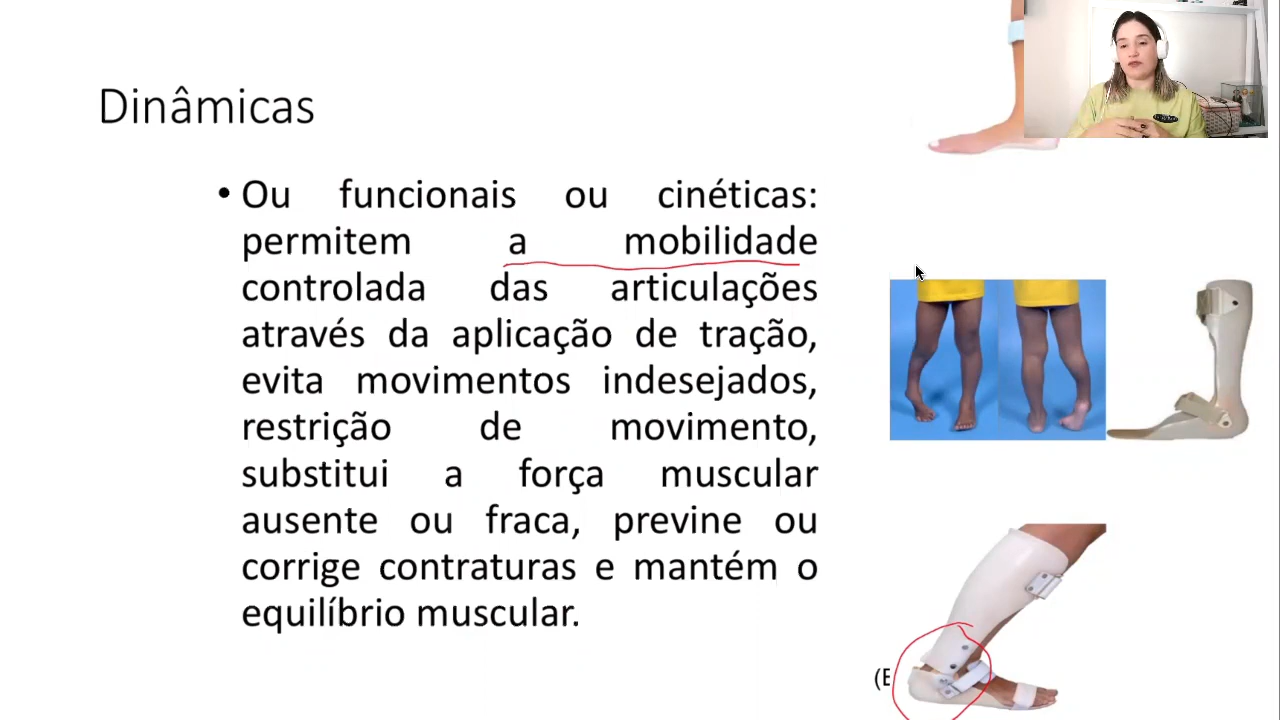 Dinâmicas
• Ou funcionais ou cinéticas:
permitem a mobilidade
controlada das articulações
através da aplicação de tração,
evita movimentos indesejados,
restrição de movimento,
substitui a força muscular
ausente ou fraca, previne ou
corrige contraturas e mantém o
equilíbrio muscular.
(E